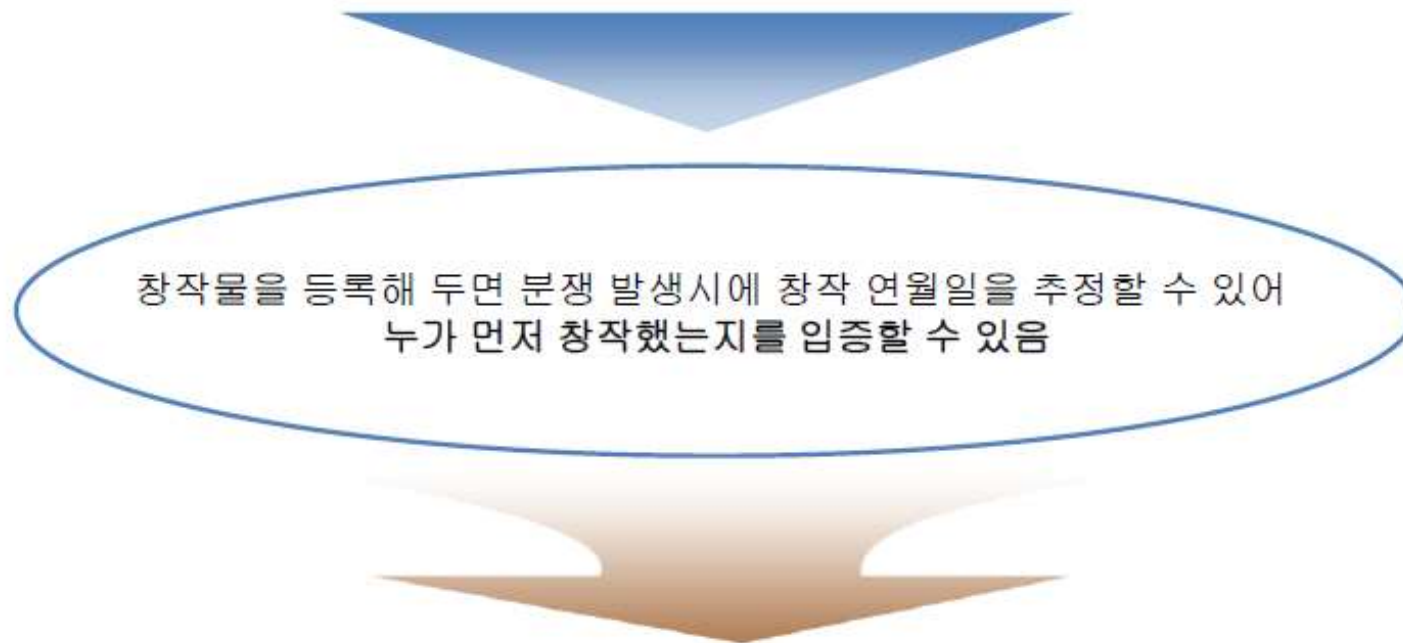 창작물을 등록해 두면 분쟁 발생시에 창작 연월일을 추정할 수 있어
누가 먼저 창작했는지를 입증할 수 있음